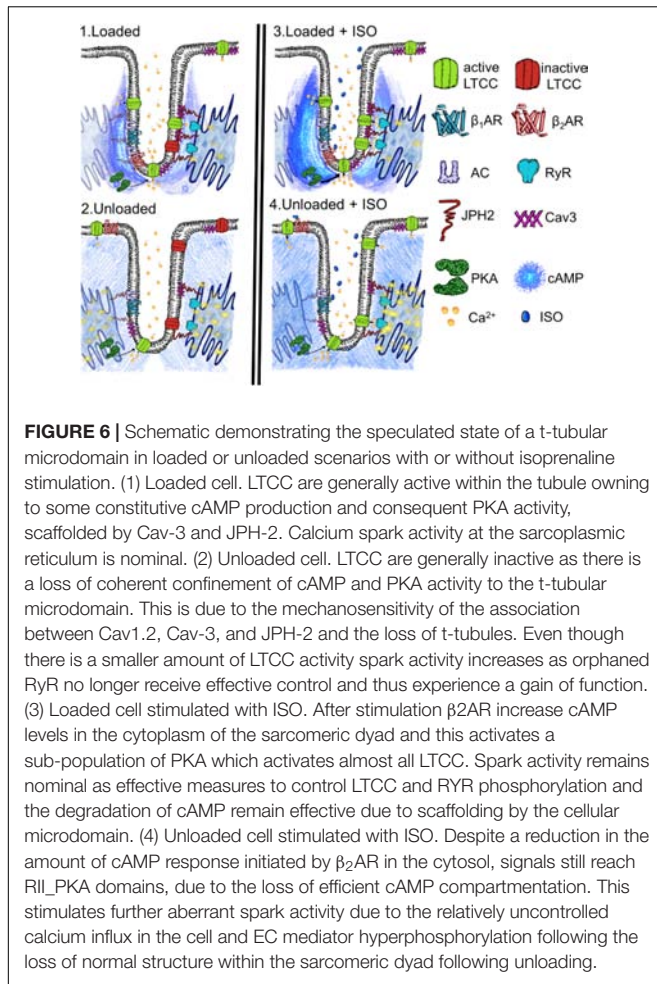 1.Loaded
3.Loaded + ISO
active LTCC
inactive LTCC
β₁AR
β₂AR
AC
RyR
2.Unloaded
4.Unloaded + ISO
JPH2
Cav3
PKA
cAMP
Ca²⁺
ISO
FIGURE 6 | Schematic demonstrating the speculated state of a t-tubular
microdomain in loaded or unloaded scenarios with or without isoprenaline
stimulation. (1) Loaded cell. LTCC are generally active within the tubule owning
to some constitutive cAMP production and consequent PKA activity,
scaffolded by Cav-3 and JPH-2. Calcium spark activity at the sarcoplasmic
reticulum is nominal. (2) Unloaded cell. LTCC are generally inactive as there is
a loss of coherent confinement of cAMP and PKA activity to the t-tubular
microdomain. This is due to the mechanosensitivity of the association
between Cav1.2, Cav-3, and JPH-2 and the loss of t-tubules. Even though
there is a smaller amount of LTCC activity spark activity increases as orphaned
RyR no longer receive effective control and thus experience a gain of function.
(3) Loaded cell stimulated with ISO. After stimulation β2AR increase cAMP
levels in the cytoplasm of the sarcomeric dyad and this activates a
sub-population of PKA which activates almost all LTCC. Spark activity remains
nominal as effective measures to control LTCC and RYR phosphorylation and
the degradation of cAMP remain effective due to scaffolding by the cellular
microdomain. (4) Unloaded cell stimulated with ISO. Despite a reduction in the
amount of cAMP response initiated by β₂AR in the cytosol, signals still reach
RII_PKA domains, due to the loss of efficient cAMP compartmentation. This
stimulates further aberrant spark activity due to the relatively uncontrolled
calcium influx in the cell and EC mediator hyperphosphorylation following the
loss of normal structure within the sarcomeric dyad following unloading.